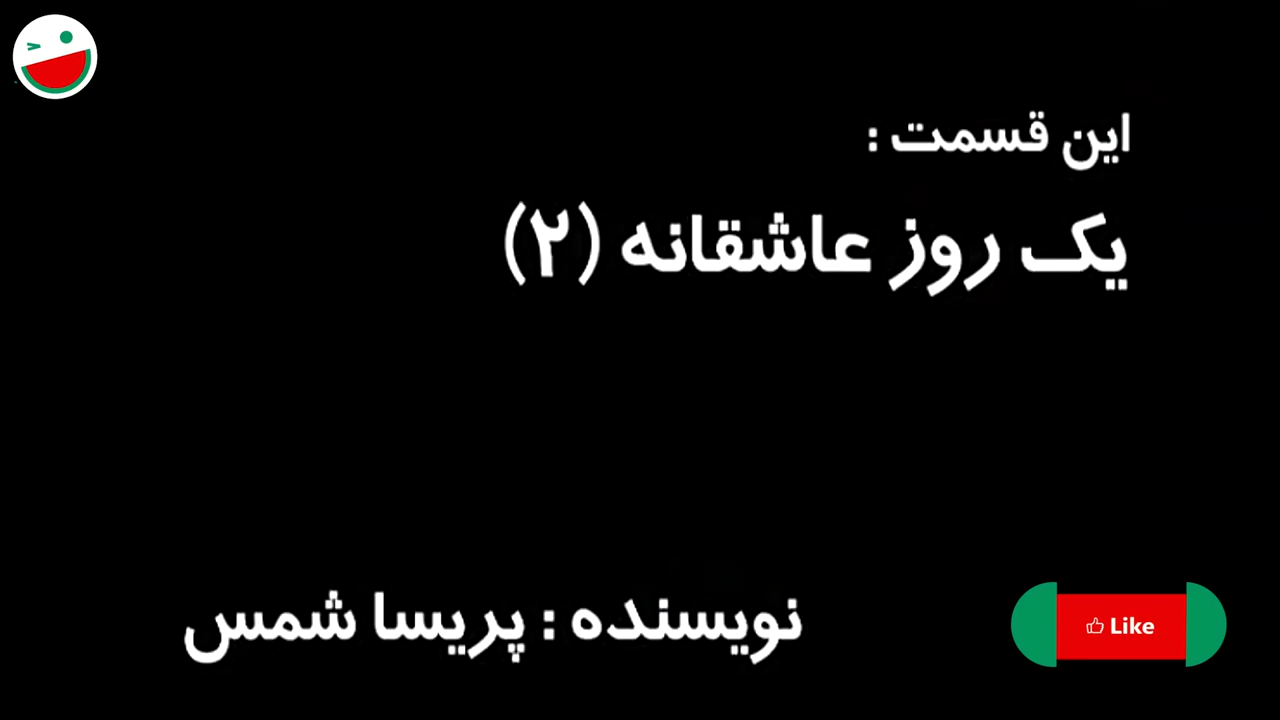 این قسمت :
یک روز عاشقانه (۲)
نویسنده : پریسا شمس
Like